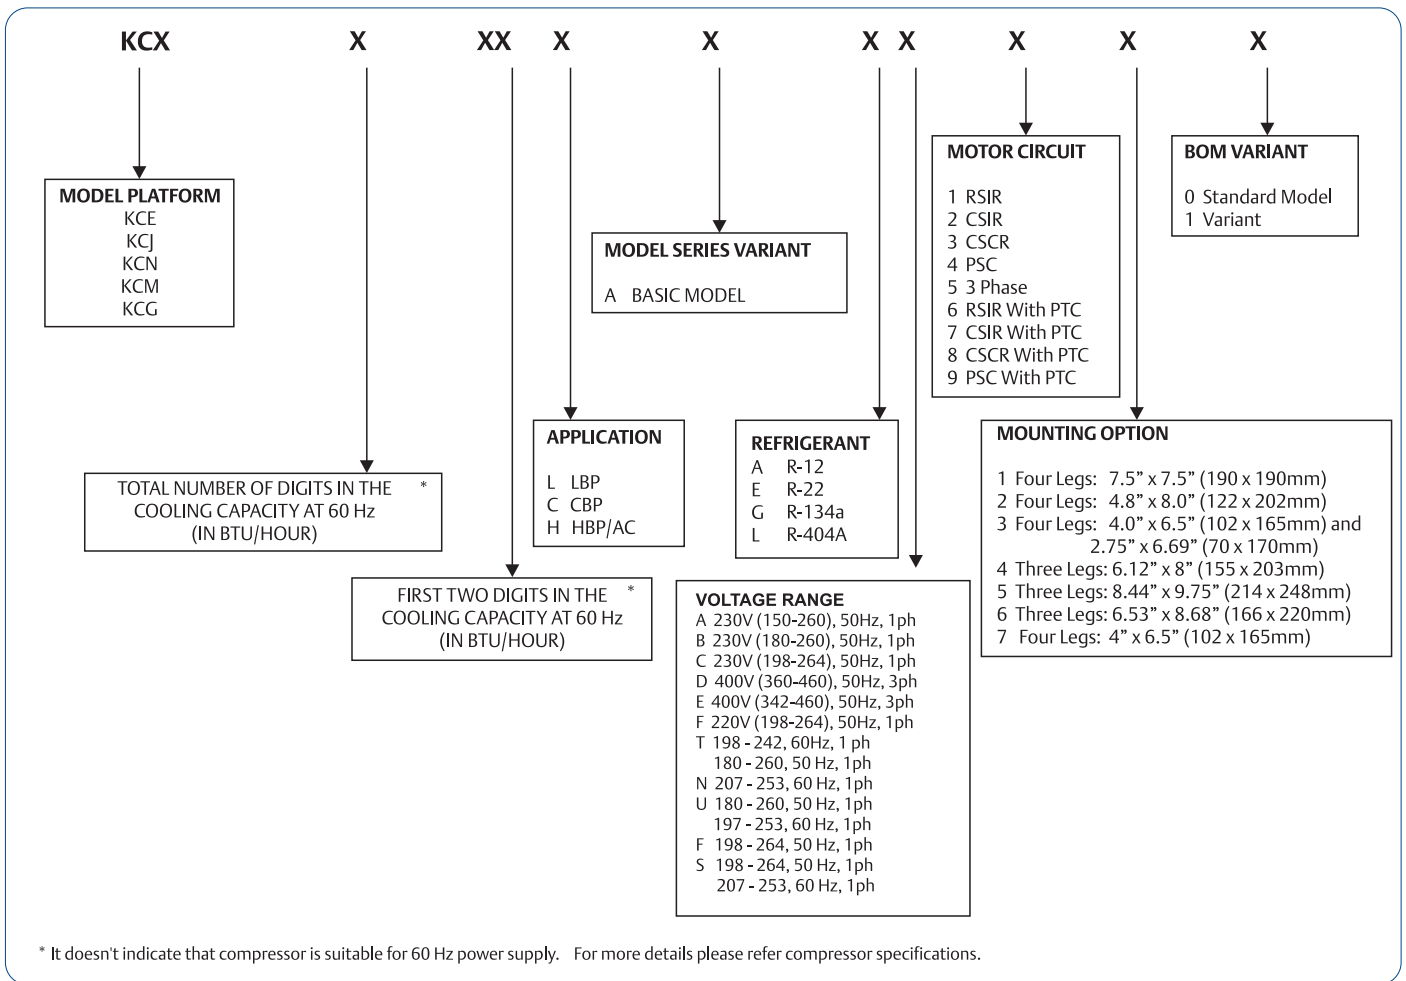 KCX X XX X X X X X X X
MODEL PLATFORM
KCE
KCJ
KCN
KCM
KCG
TOTAL NUMBER OF DIGITS IN THE *
COOLING CAPACITY AT 60 Hz
(IN BTU/HOUR)
FIRST TWO DIGITS IN THE *
COOLING CAPACITY AT 60 Hz
(IN BTU/HOUR)
APPLICATION
L LBP
C CBP
H HBP/AC
MODEL SERIES VARIANT
A BASIC MODEL
REFRIGERANT
A R-12
E R-22
G R-134a
L R-404A
VOLTAGE RANGE
A 230V (150-260), 50Hz, 1ph
B 230V (180-260), 50Hz, 1ph
C 230V (198-264), 50Hz, 1ph
D 400V (360-460), 50Hz, 3ph
E 400V (342-460), 50Hz, 3ph
F 220V (198-264), 50Hz, 1ph
T 198 - 242, 60Hz, 1 ph
180 - 260, 50 Hz, 1ph
N 207 - 253, 60 Hz, 1ph
U 180 - 260, 50 Hz, 1ph
197 - 253, 60 Hz, 1ph
F 198 - 264, 50 Hz, 1ph
S 198 - 264, 50 Hz, 1ph
207 - 253, 60 Hz, 1ph
MOTOR CIRCUIT
1 RSIR
2 CSIR
3 CSCR
4 PSC
5 3 Phase
6 RSIR With PTC
7 CSIR With PTC
8 CSCR With PTC
9 PSC With PTC
MOUNTING OPTION
1 Four Legs: 7.5” x 7.5” (190 x 190mm)
2 Four Legs: 4.8” x 8.0” (122 x 202mm)
3 Four Legs: 4.0” x 6.5” (102 x 165mm) and
2.75” x 6.69” (70 x 170mm)
4 Three Legs: 6.12” x 8” (155 x 203mm)
5 Three Legs: 8.44” x 9.75” (214 x 248mm)
6 Three Legs: 6.53” x 8.68” (166 x 220mm)
7 Four Legs: 4” x 6.5” (102 x 165mm)
BOM VARIANT
0 Standard Model
1 Variant
* It doesn't indicate that compressor is suitable for 60 Hz power supply. For more details please refer compressor specifications.